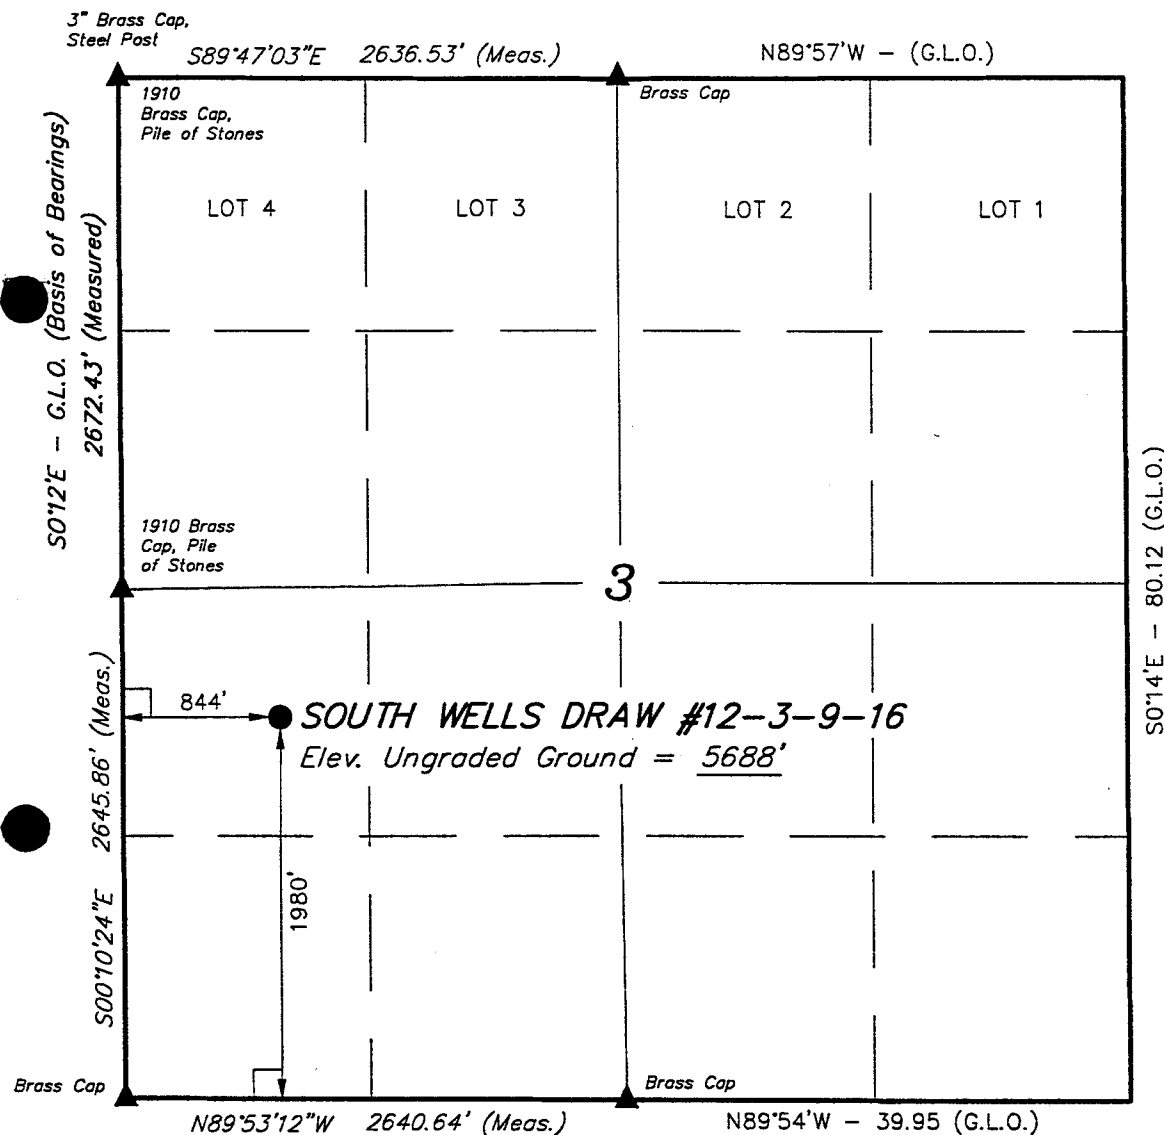 3" Brass Cap,
Steel Post
S89°47'03"E 2636.53' (Meas.)
N89°57'W – (G.L.O.)
1910
Brass Cap,
Pile of Stones
Brass Cap
LOT 4
LOT 3
LOT 2
LOT 1
S0°12'E – G.L.O. (Basis of Bearings)
2672.43' (Measured)
1910 Brass
Cap, Pile
of Stones
3
S0°14'E – 80.12 (G.L.O.)
844'
SOUTH WELLS DRAW #12-3-9-16
Elev. Ungraded Ground = 5688'
S00°10'24"E 2645.86' (Meas.)
1980'
Brass Cap
Brass Cap
N89°53'12"W 2640.64' (Meas.)
N89°54'W – 39.95 (G.L.O.)